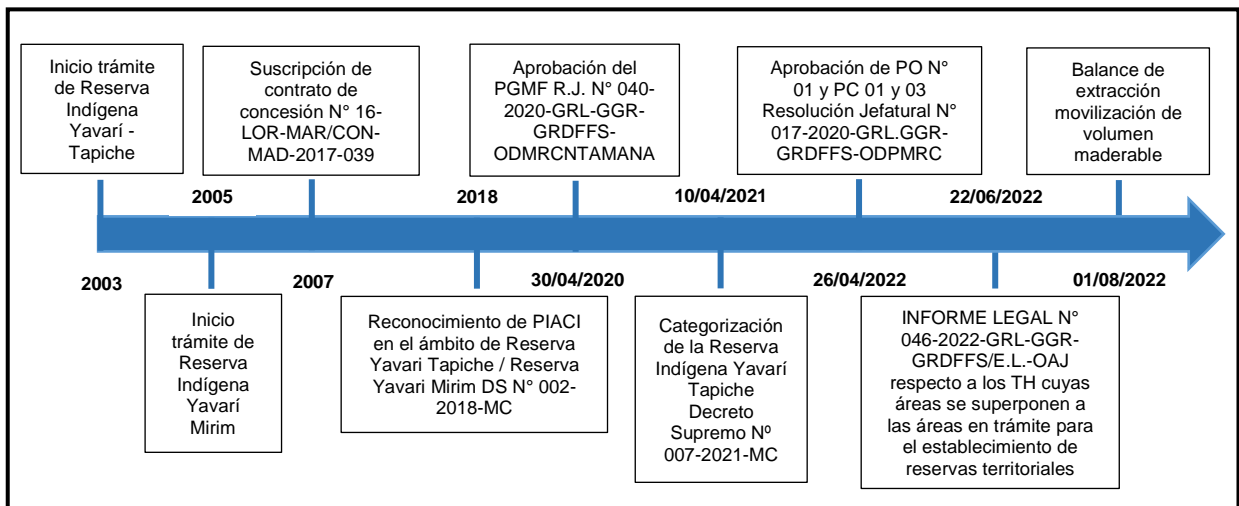 Inicio trámite
de Reserva
Indígena
Yavarí -
Tapiche
Suscripción de
contrato de
concesión N° 16-
LOR-MAR/CON-
MAD-2017-039
Aprobación del
PGMF R.J. N° 040-
2020-GRL-GGR-
GRDFFS-
ODMRCNTAMANA
Aprobación de PO N°
01 y PC 01 y 03
Resolución Jefatural N°
017-2020-GRL.GGR-
GRDFFS-ODPMRC
Balance de
extracción
movilización de
volumen
maderable
2005
2018
10/04/2021
22/06/2022
2003
2007
30/04/2020
26/04/2022
01/08/2022
Inicio
trámite de
Reserva
Indígena
Yavarí
Mirim
Reconocimiento de PIACI
en el ámbito de Reserva
Yavari Tapiche / Reserva
Yavari Mirim DS N° 002-
2018-MC
Categorización
de la Reserva
Indígena Yavarí
Tapiche
Decreto
Supremo Nº
007-2021-MC
INFORME LEGAL N°
046-2022-GRL-GGR-
GRDFFS/E.L.-OAJ
respecto a los TH cuyas
áreas se superponen a
las áreas en trámite para
el establecimiento de
reservas territoriales